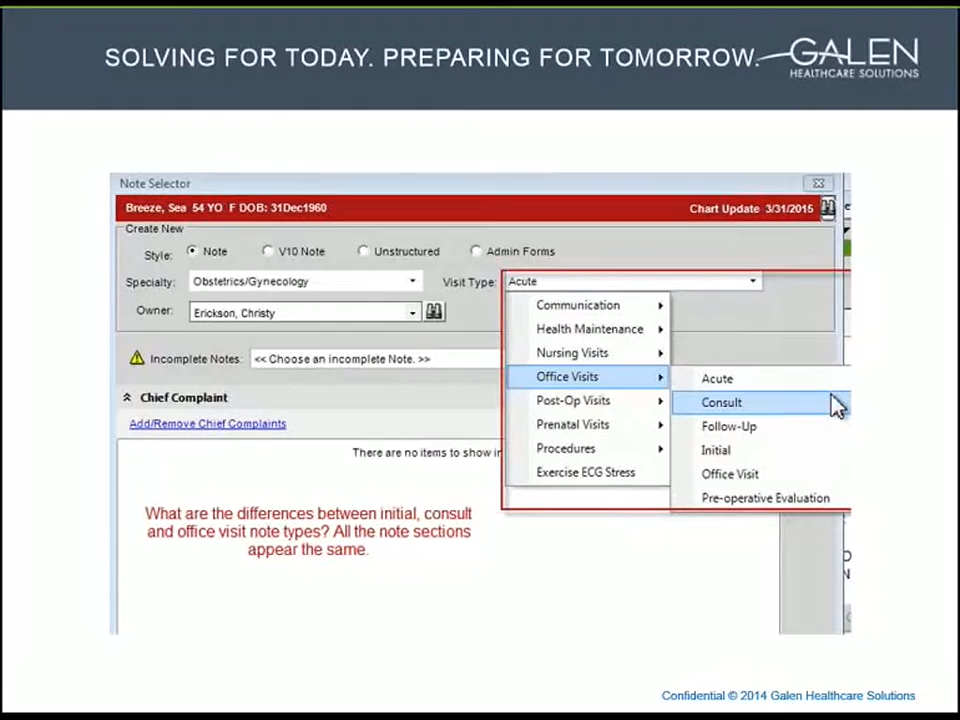 SOLVING FOR TODAY. PREPARING FOR TOMORROW.
GALEN
HEALTHCARE SOLUTIONS
Note Selector
Breeze, Sea 54 YO F DOB: 31Dec1960
Chart Update 3/31/2015
Create New
Style: Note V10 Note Unstructured Admin Forms
Specialty: Obstetrics/Gynecology Visit Type: Acute
Owner: Erickson, Christy
Communication
Health Maintenance
Nursing Visits
Office Visits
Post-Op Visits
Prenatal Visits
Procedures
Exercise ECG Stress
Acute
Consult
Follow-Up
Initial
Office Visit
Pre-operative Evaluation
Incomplete Notes: << Choose an incomplete Note. >>
Chief Complaint
Add/Remove Chief Complaints
There are no items to show in
What are the differences between initial, consult
and office visit note types? All the note sections
appear the same.
Confidential © 2014 Galen Healthcare Solutions